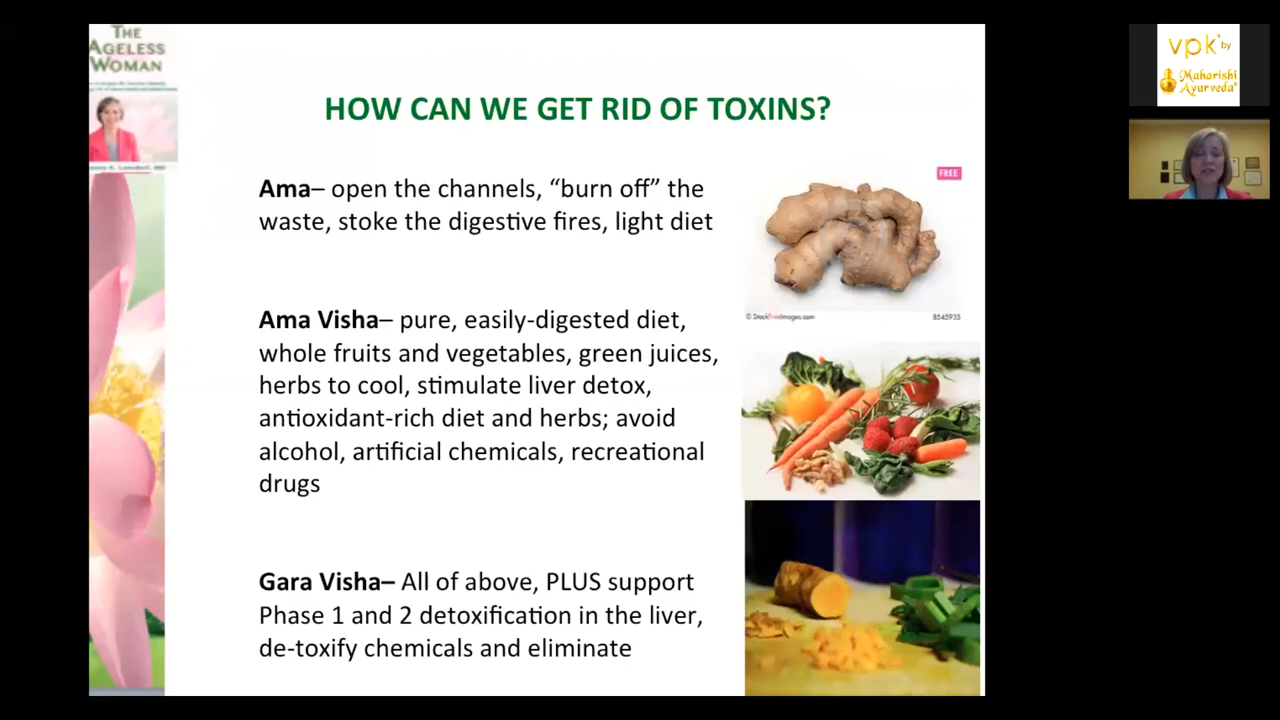 THE
AGELESS
WOMAN
HOW CAN WE GET RID OF TOXINS?
Ama– open the channels, “burn off” the
waste, stoke the digestive fires, light diet
FREE
© StockFreeImages.com 8545935
Ama Visha– pure, easily-digested diet,
whole fruits and vegetables, green juices,
herbs to cool, stimulate liver detox,
antioxidant-rich diet and herbs; avoid
alcohol, artificial chemicals, recreational
drugs
Gara Visha– All of above, PLUS support
Phase 1 and 2 detoxification in the liver,
de-toxify chemicals and eliminate
vpk® by
Maharishi
Ayurveda®